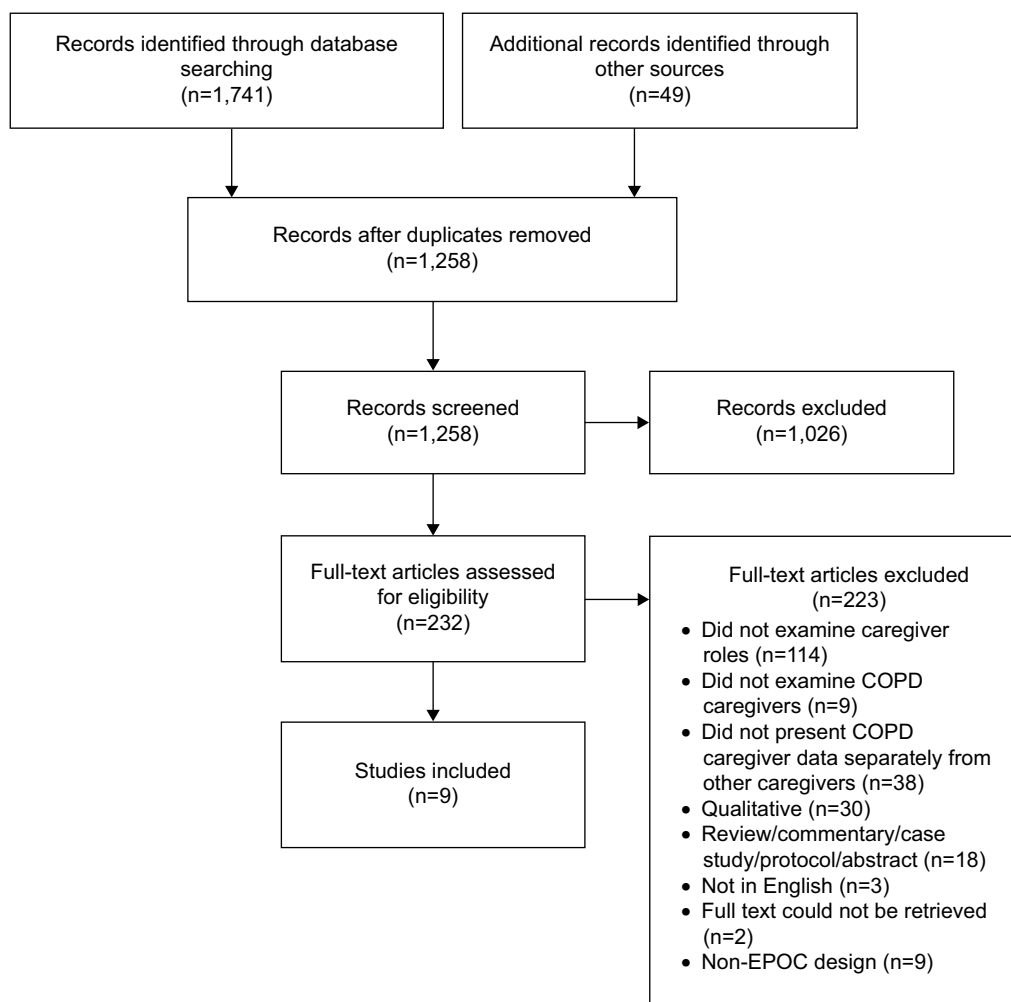 Records identified through database
searching
(n=1,741)
Additional records identified through
other sources
(n=49)
Records after duplicates removed
(n=1,258)
Records screened
(n=1,258)
Records excluded
(n=1,026)
Full-text articles assessed
for eligibility
(n=232)
Full-text articles excluded
(n=223)
• Did not examine caregiver
roles (n=114)
• Did not examine COPD
caregivers (n=9)
• Did not present COPD
caregiver data separately from
other caregivers (n=38)
• Qualitative (n=30)
• Review/commentary/case
study/protocol/abstract (n=18)
• Not in English (n=3)
• Full text could not be retrieved
(n=2)
• Non-EPOC design (n=9)
Studies included
(n=9)